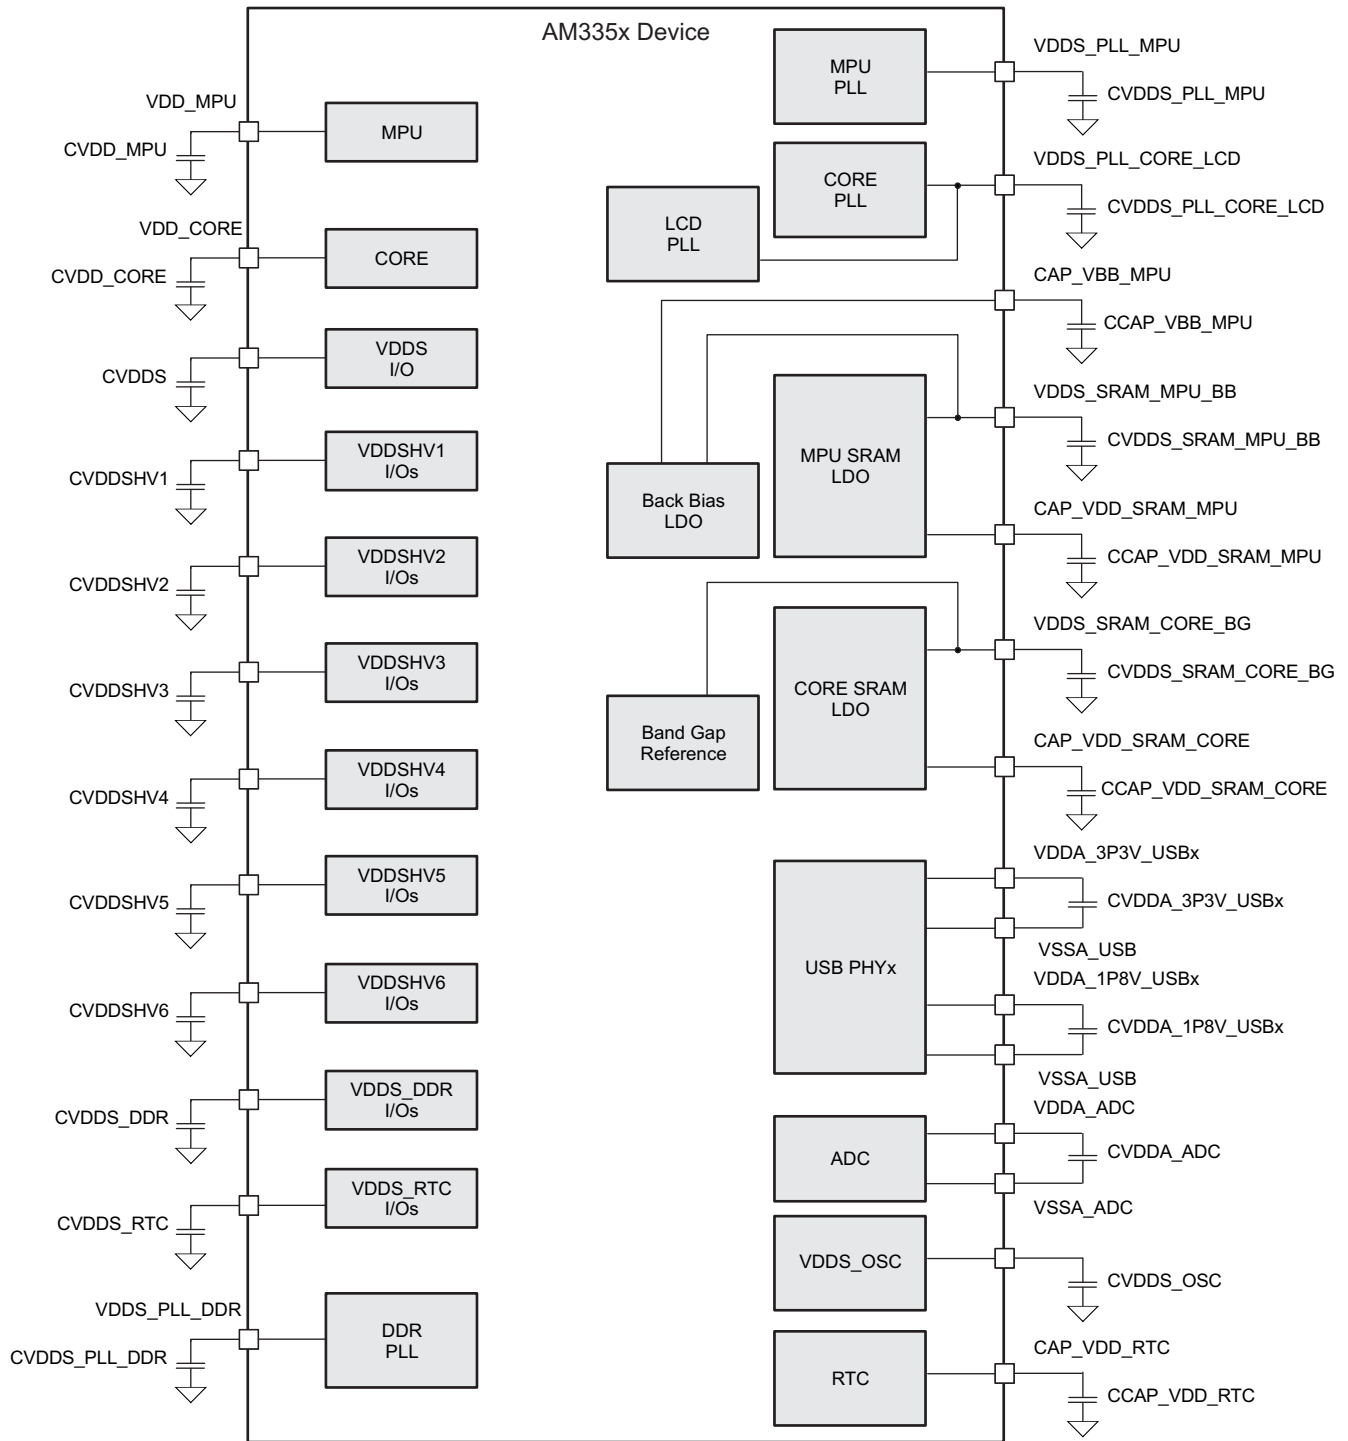 AM335x Device
VDD_MPU
CVDD_MPU
MPU
VDD_CORE
CVDD_CORE
CORE
CVDDS
VDDS
I/O
CVDDSHV1
VDDSHV1
I/Os
CVDDSHV2
VDDSHV2
I/Os
CVDDSHV3
VDDSHV3
I/Os
CVDDSHV4
VDDSHV4
I/Os
CVDDSHV5
VDDSHV5
I/Os
CVDDSHV6
VDDSHV6
I/Os
CVDDS_DDR
VDDS_DDR
I/Os
CVDDS_RTC
VDDS_RTC
I/Os
VDDS_PLL_DDR
CVDDS_PLL_DDR
DDR
PLL
MPU
PLL
VDDS_PLL_MPU
CVDDS_PLL_MPU
CORE
PLL
LCD
PLL
VDDS_PLL_CORE_LCD
CVDDS_PLL_CORE_LCD
CAP_VBB_MPU
CCAP_VBB_MPU
Back Bias
LDO
MPU SRAM
LDO
VDDS_SRAM_MPU_BB
CVDDS_SRAM_MPU_BB
CAP_VDD_SRAM_MPU
CCAP_VDD_SRAM_MPU
Band Gap
Reference
CORE SRAM
LDO
VDDS_SRAM_CORE_BG
CVDDS_SRAM_CORE_BG
CAP_VDD_SRAM_CORE
CCAP_VDD_SRAM_CORE
USB PHYx
VDDA_3P3V_USBx
CVDDA_3P3V_USBx
VSSA_USB
VDDA_1P8V_USBx
CVDDA_1P8V_USBx
VSSA_USB
ADC
VDDA_ADC
CVDDA_ADC
VSSA_ADC
VDDS_OSC
CVDDS_OSC
RTC
CAP_VDD_RTC
CCAP_VDD_RTC